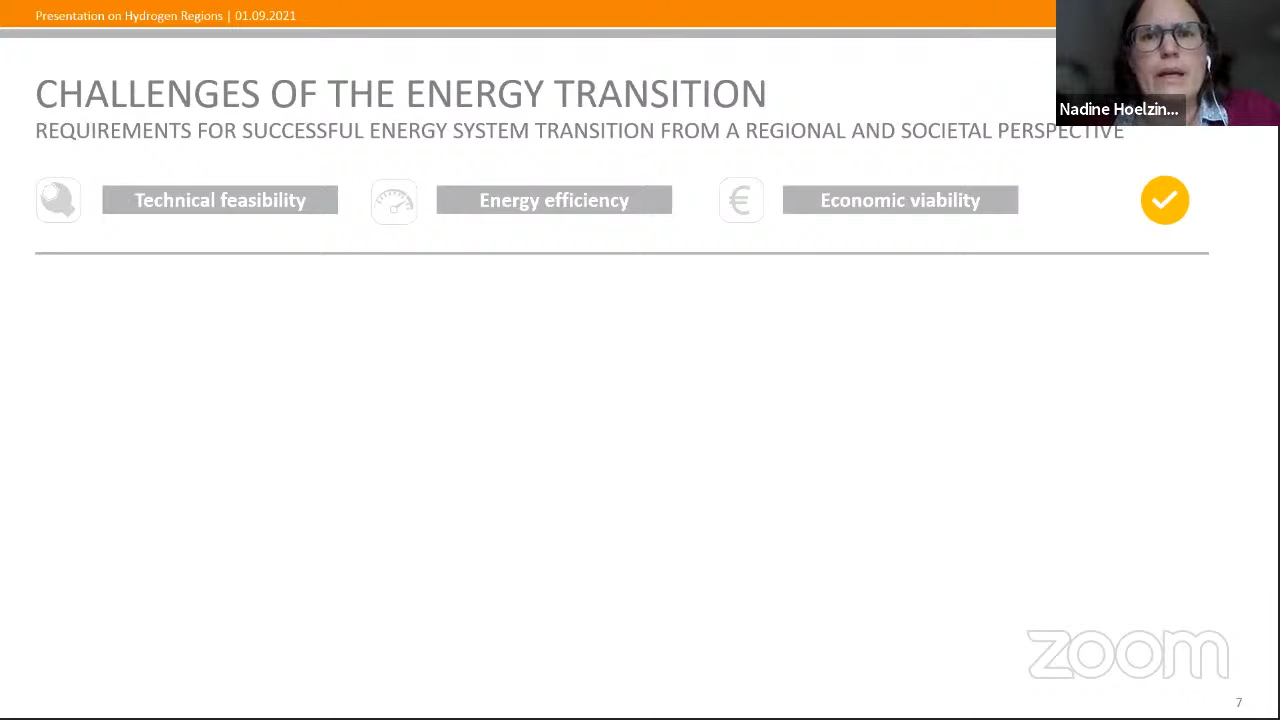 Presentation on Hydrogen Regions | 01.09.2021
CHALLENGES OF THE ENERGY TRANSITION
Nadine Hoelzin...
REQUIREMENTS FOR SUCCESSFUL ENERGY SYSTEM TRANSITION FROM A REGIONAL AND SOCIETAL PERSPECTIVE
Technical feasibility
Energy efficiency
€
Economic viability
zoom
7